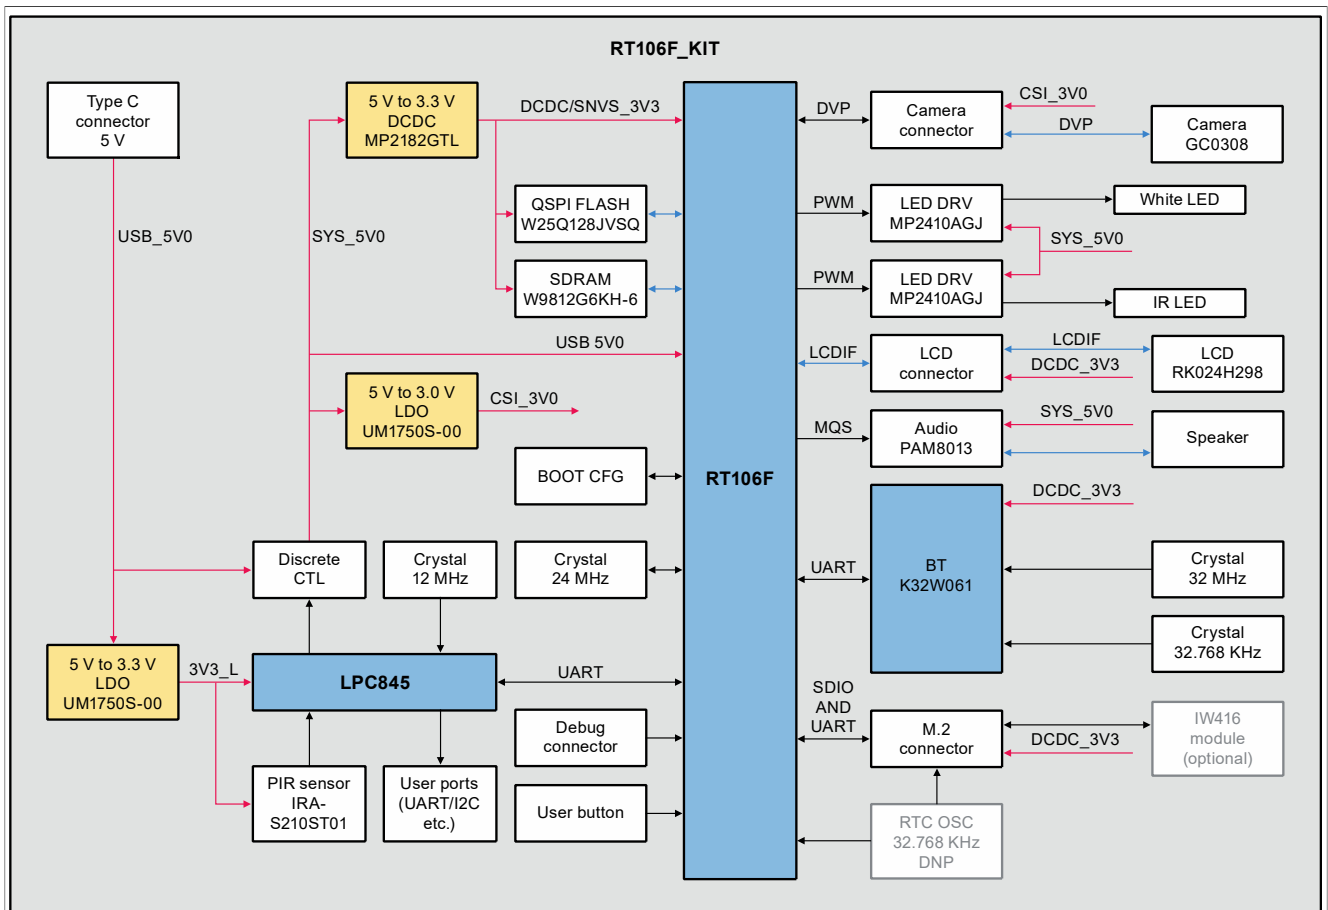 RT106F_KIT
Type C
connector
5 V
USB_5V0
5 V to 3.3 V
DCDC
MP2182GTL
DCDC/SNVS_3V3
SYS_5V0
QSPI FLASH
W25Q128JVSQ
SDRAM
W9812G6KH-6
USB 5V0
5 V to 3.0 V
LDO
UM1750S-00
CSI_3V0
BOOT CFG
Discrete
CTL
Crystal
12 MHz
Crystal
24 MHz
5 V to 3.3 V
LDO
UM1750S-00
3V3_L
LPC845
UART
Debug
connector
PIR sensor
IRA-
S210ST01
User ports
(UART/I2C
etc.)
User button
RT106F
DVP
Camera
connector
CSI_3V0
DVP
Camera
GC0308
PWM
LED DRV
MP2410AGJ
White LED
SYS_5V0
PWM
LED DRV
MP2410AGJ
IR LED
LCDIF
LCD
connector
LCDIF
DCDC_3V3
LCD
RK024H298
MQS
Audio
PAM8013
SYS_5V0
Speaker
DCDC_3V3
UART
BT
K32W061
Crystal
32 MHz
Crystal
32.768 KHz
SDIO
AND
UART
M.2
connector
DCDC_3V3
IW416
module
(optional)
RTC OSC
32.768 KHz
DNP